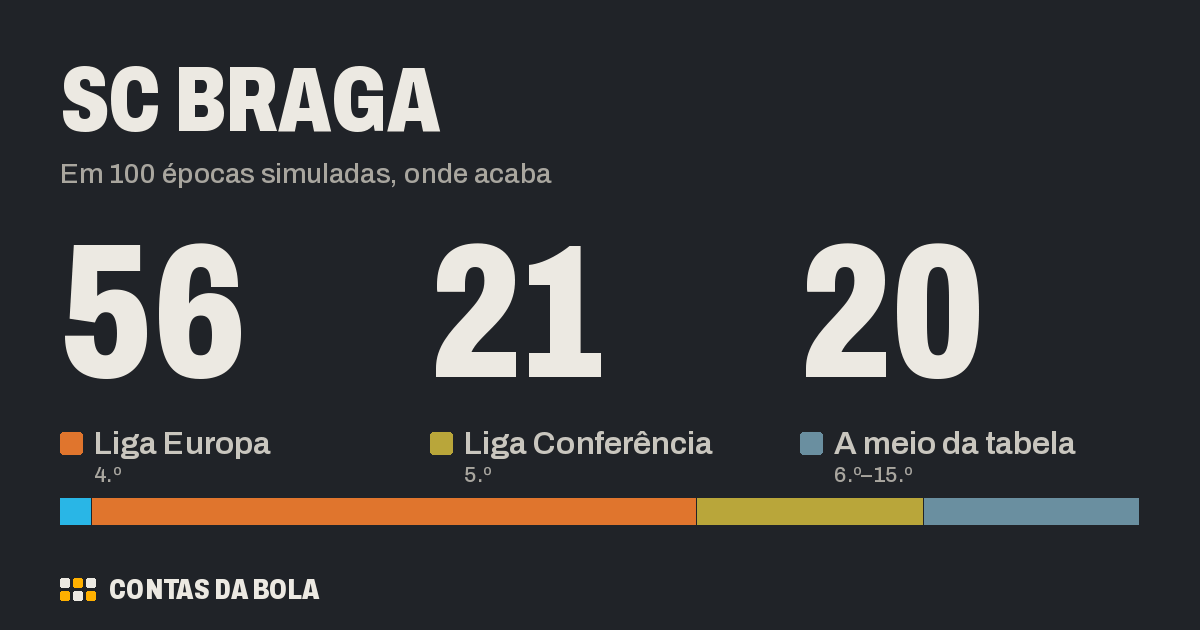 SC BRAGA
Em 100 épocas simuladas, onde acaba
56 21 20
Liga Europa Liga Conferência A meio da tabela
4.º 5.º 6.º–15.º
CONTAS DA BOLA